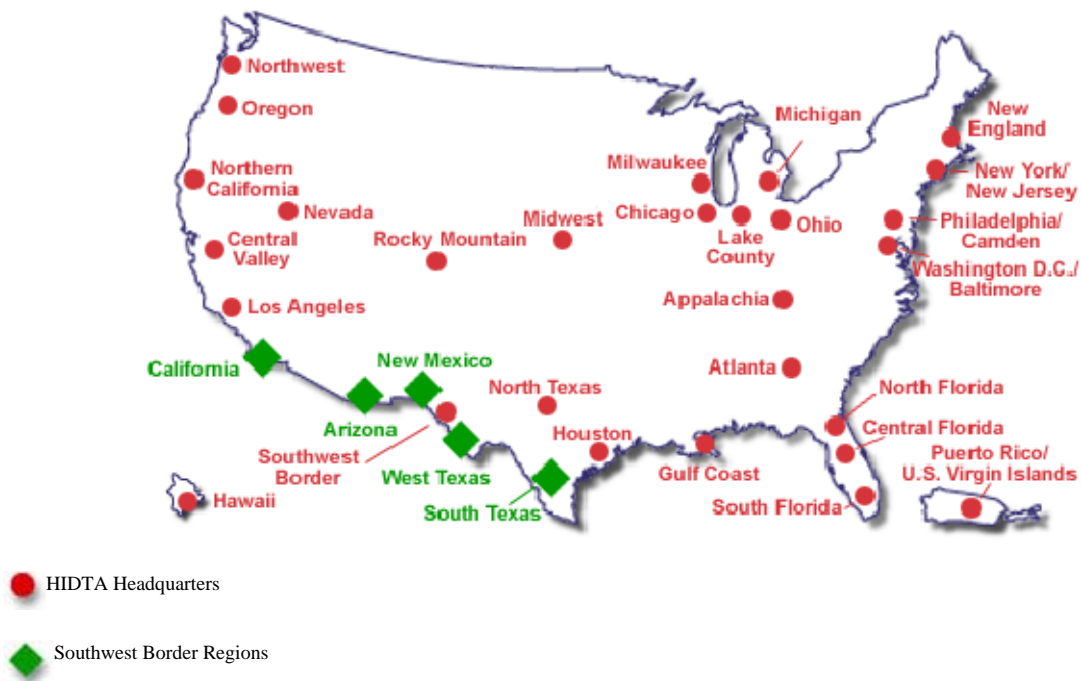 Northwest
Oregon
Northern
California
Nevada
Central
Valley
Los Angeles
Rocky Mountain
Midwest
Milwaukee
Chicago
Michigan
Lake
County
Ohio
New
England
New York/
New Jersey
Philadelphia/
Camden
Washington D.C./
Baltimore
Appalachia
Atlanta
California
New Mexico
Arizona
Southwest
Border
West Texas
South Texas
North Texas
Houston
Gulf Coast
North Florida
Central Florida
South Florida
Puerto Rico/
U.S. Virgin Islands
Hawaii
HIDTA Headquarters
Southwest Border Regions